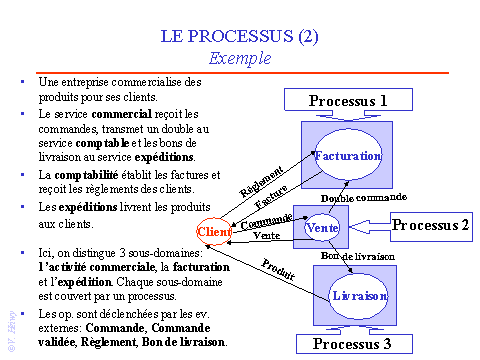 LE PROCESSUS (2)
Exemple
• Une entreprise commercialise des
produits pour ses clients.
• Le service commercial reçoit les
commandes, transmet un double au
service comptable et les bons de
livraison au service expéditions.
• La comptabilité établit les factures et
reçoit les règlements des clients.
• Les expéditions livrent les produits
aux clients.
• Ici, on distingue 3 sous-domaines:
l'activité commerciale, la facturation
et l'expédition. Chaque sous-domaine
est couvert par un processus.
• Les op. sont déclenchées par les ev.
externes: Commande, Commande
validée, Règlement, Bon de livraison.
Processus 1
Facturation
Règlement
Facture
Double commande
Client
Commande
Vente
Vente
Processus 2
Bon de livraison
Produit
Livraison
Processus 3